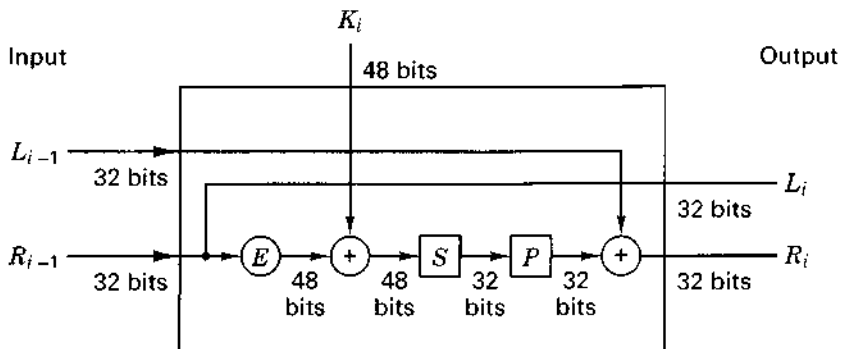 K_i
Input Output
48 bits
L_{i-1}
32 bits
L_i
32 bits
R_{i-1} E + S P + R_i
32 bits 48 bits 48 bits 32 bits 32 bits 32 bits